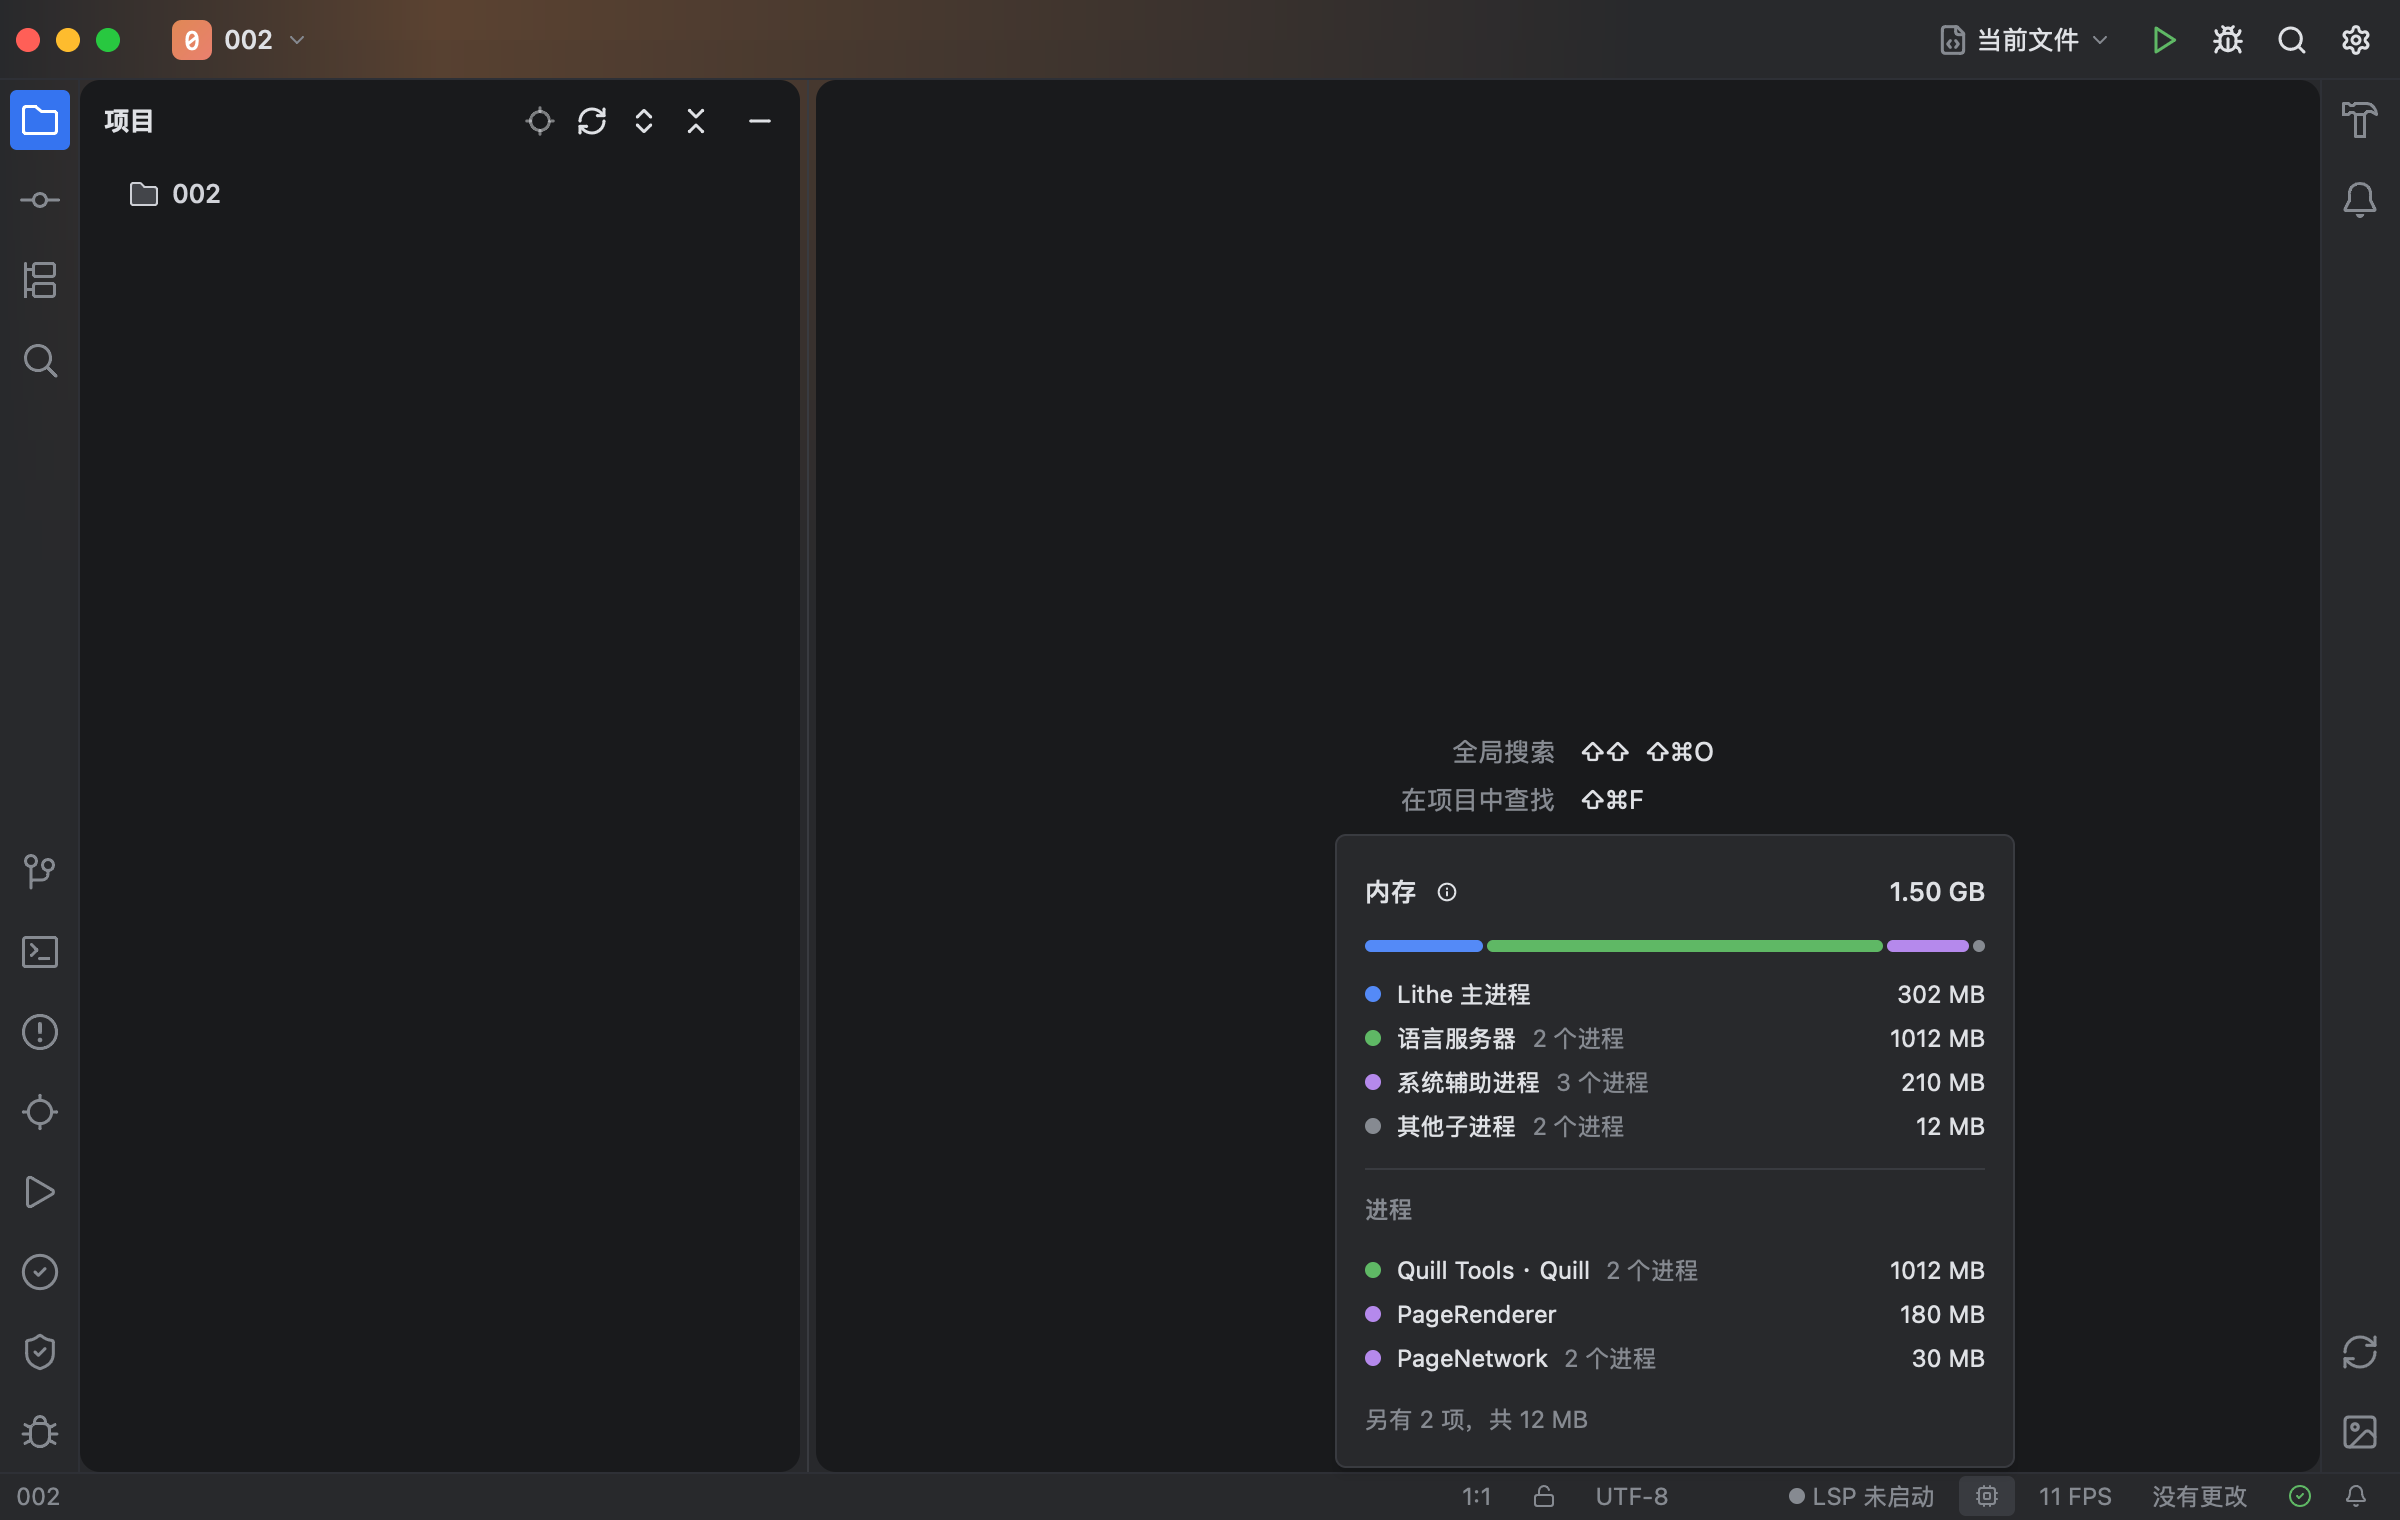 0 002 当前文件
项目
002
全局搜索 ⇧⇧ ⇧⌘O
在项目中查找 ⇧⌘F
内存 1.50 GB
Lithe 主进程 302 MB
语言服务器 2 个进程 1012 MB
系统辅助进程 3 个进程 210 MB
其他子进程 2 个进程 12 MB
进程
Quill Tools · Quill 2 个进程 1012 MB
PageRenderer 180 MB
PageNetwork 2 个进程 30 MB
另有 2 项，共 12 MB
002 1:1 UTF-8 LSP 未启动 11 FPS 没有更改